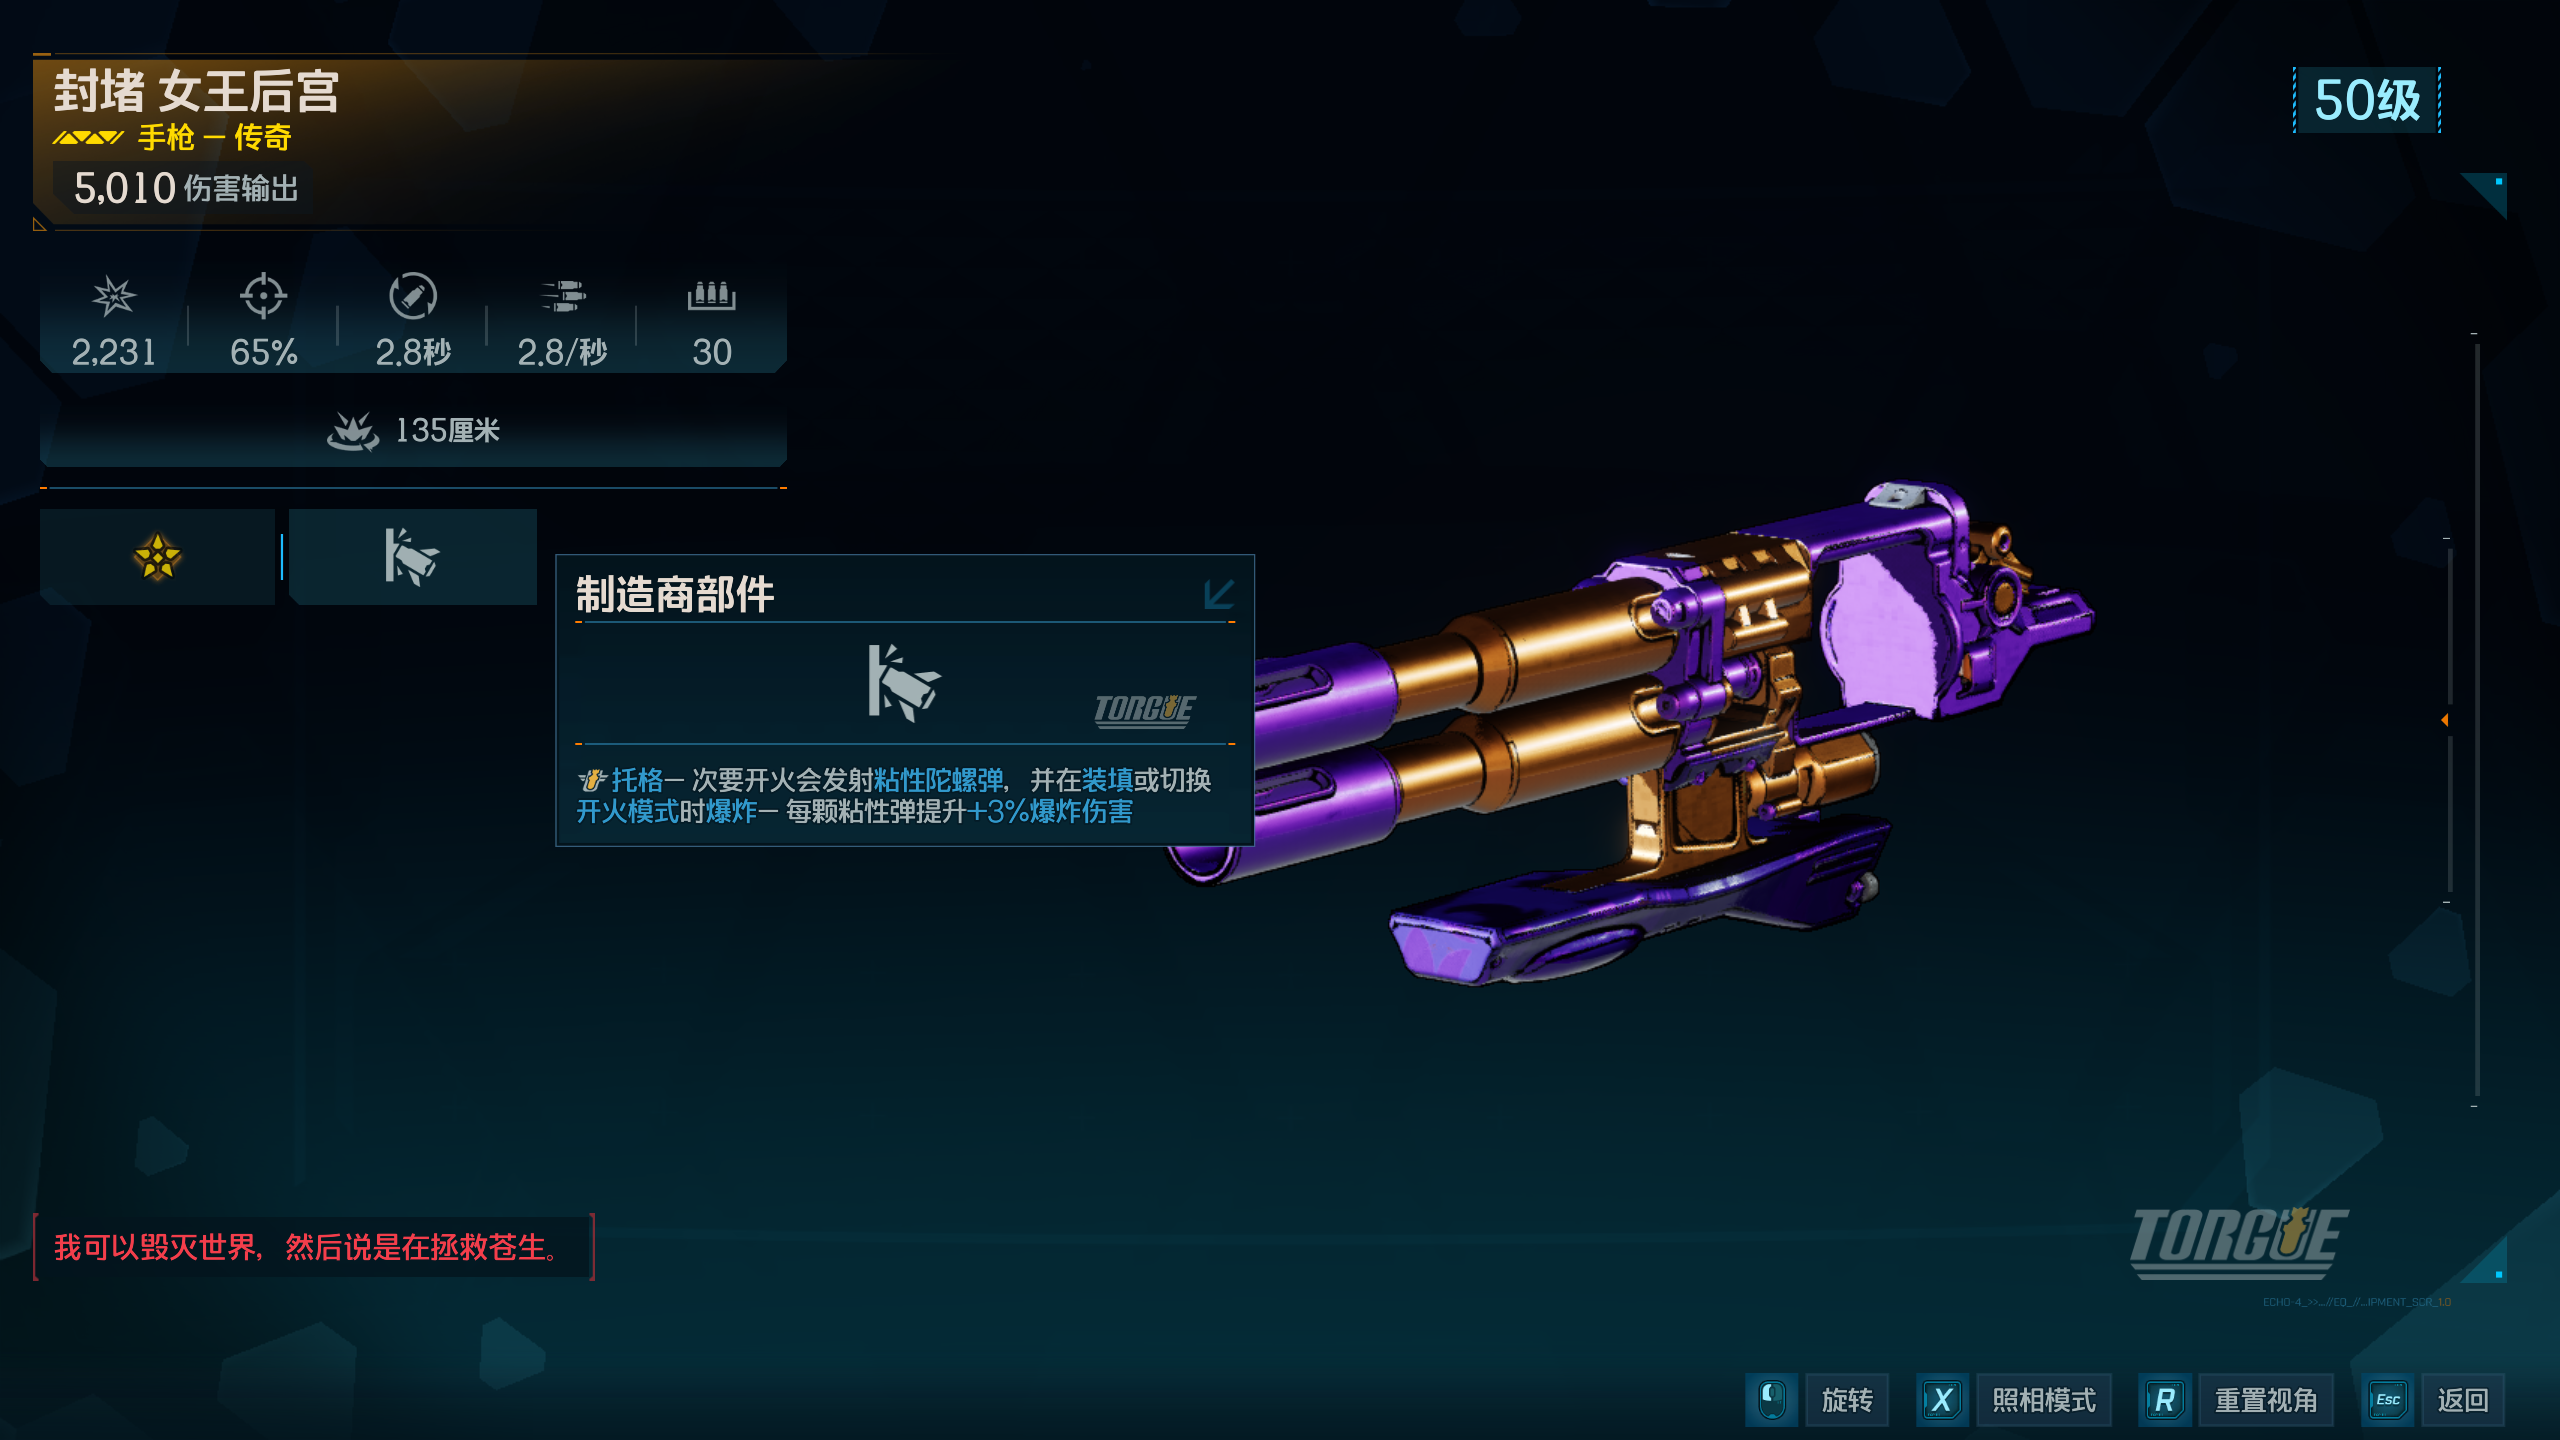 封堵 女王后宫
手枪 — 传奇
5,010 伤害输出
50级
2,231
65%
2.8秒
2.8/秒
30
135厘米
制造商部件
TORGUE
托格— 次要开火会发射粘性陀螺弹，并在装填或切换
开火模式时爆炸— 每颗粘性弹提升+3%爆炸伤害
我可以毁灭世界，然后说是在拯救苍生。
TORGUE
ECHO-4_>>...//EQ_//...IPMENT_SCR_1.0
旋转
X 照相模式
R 重置视角
Esc 返回